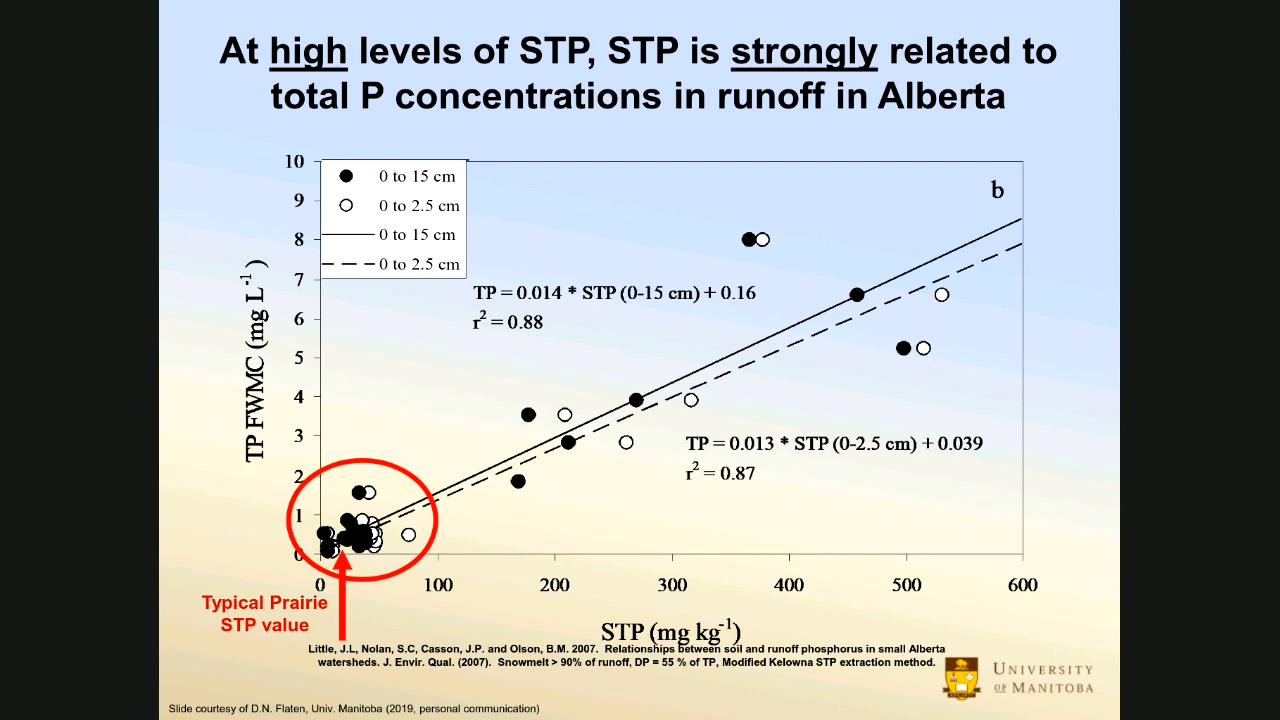 At high levels of STP, STP is strongly related to
total P concentrations in runoff in Alberta
10
9
8
7
6
5
4
3
2
1
0
TP FWMC (mg L-1)
0 to 15 cm
0 to 2.5 cm
0 to 15 cm
0 to 2.5 cm
b
TP = 0.014 * STP (0-15 cm) + 0.16
r2 = 0.88
TP = 0.013 * STP (0-2.5 cm) + 0.039
r2 = 0.87
0 100 200 300 400 500 600
STP (mg kg-1)
Typical Prairie
STP value
Little, J.L, Nolan, S.C, Casson, J.P. and Olson, B.M. 2007. Relationships between soil and runoff phosphorus in small Alberta
watersheds. J. Envir. Qual. (2007). Snowmelt > 90% of runoff, DP = 55 % of TP, Modified Kelowna STP extraction method.
UNIVERSITY
OF MANITOBA
Slide courtesy of D.N. Flaten, Univ. Manitoba (2019, personal communication)